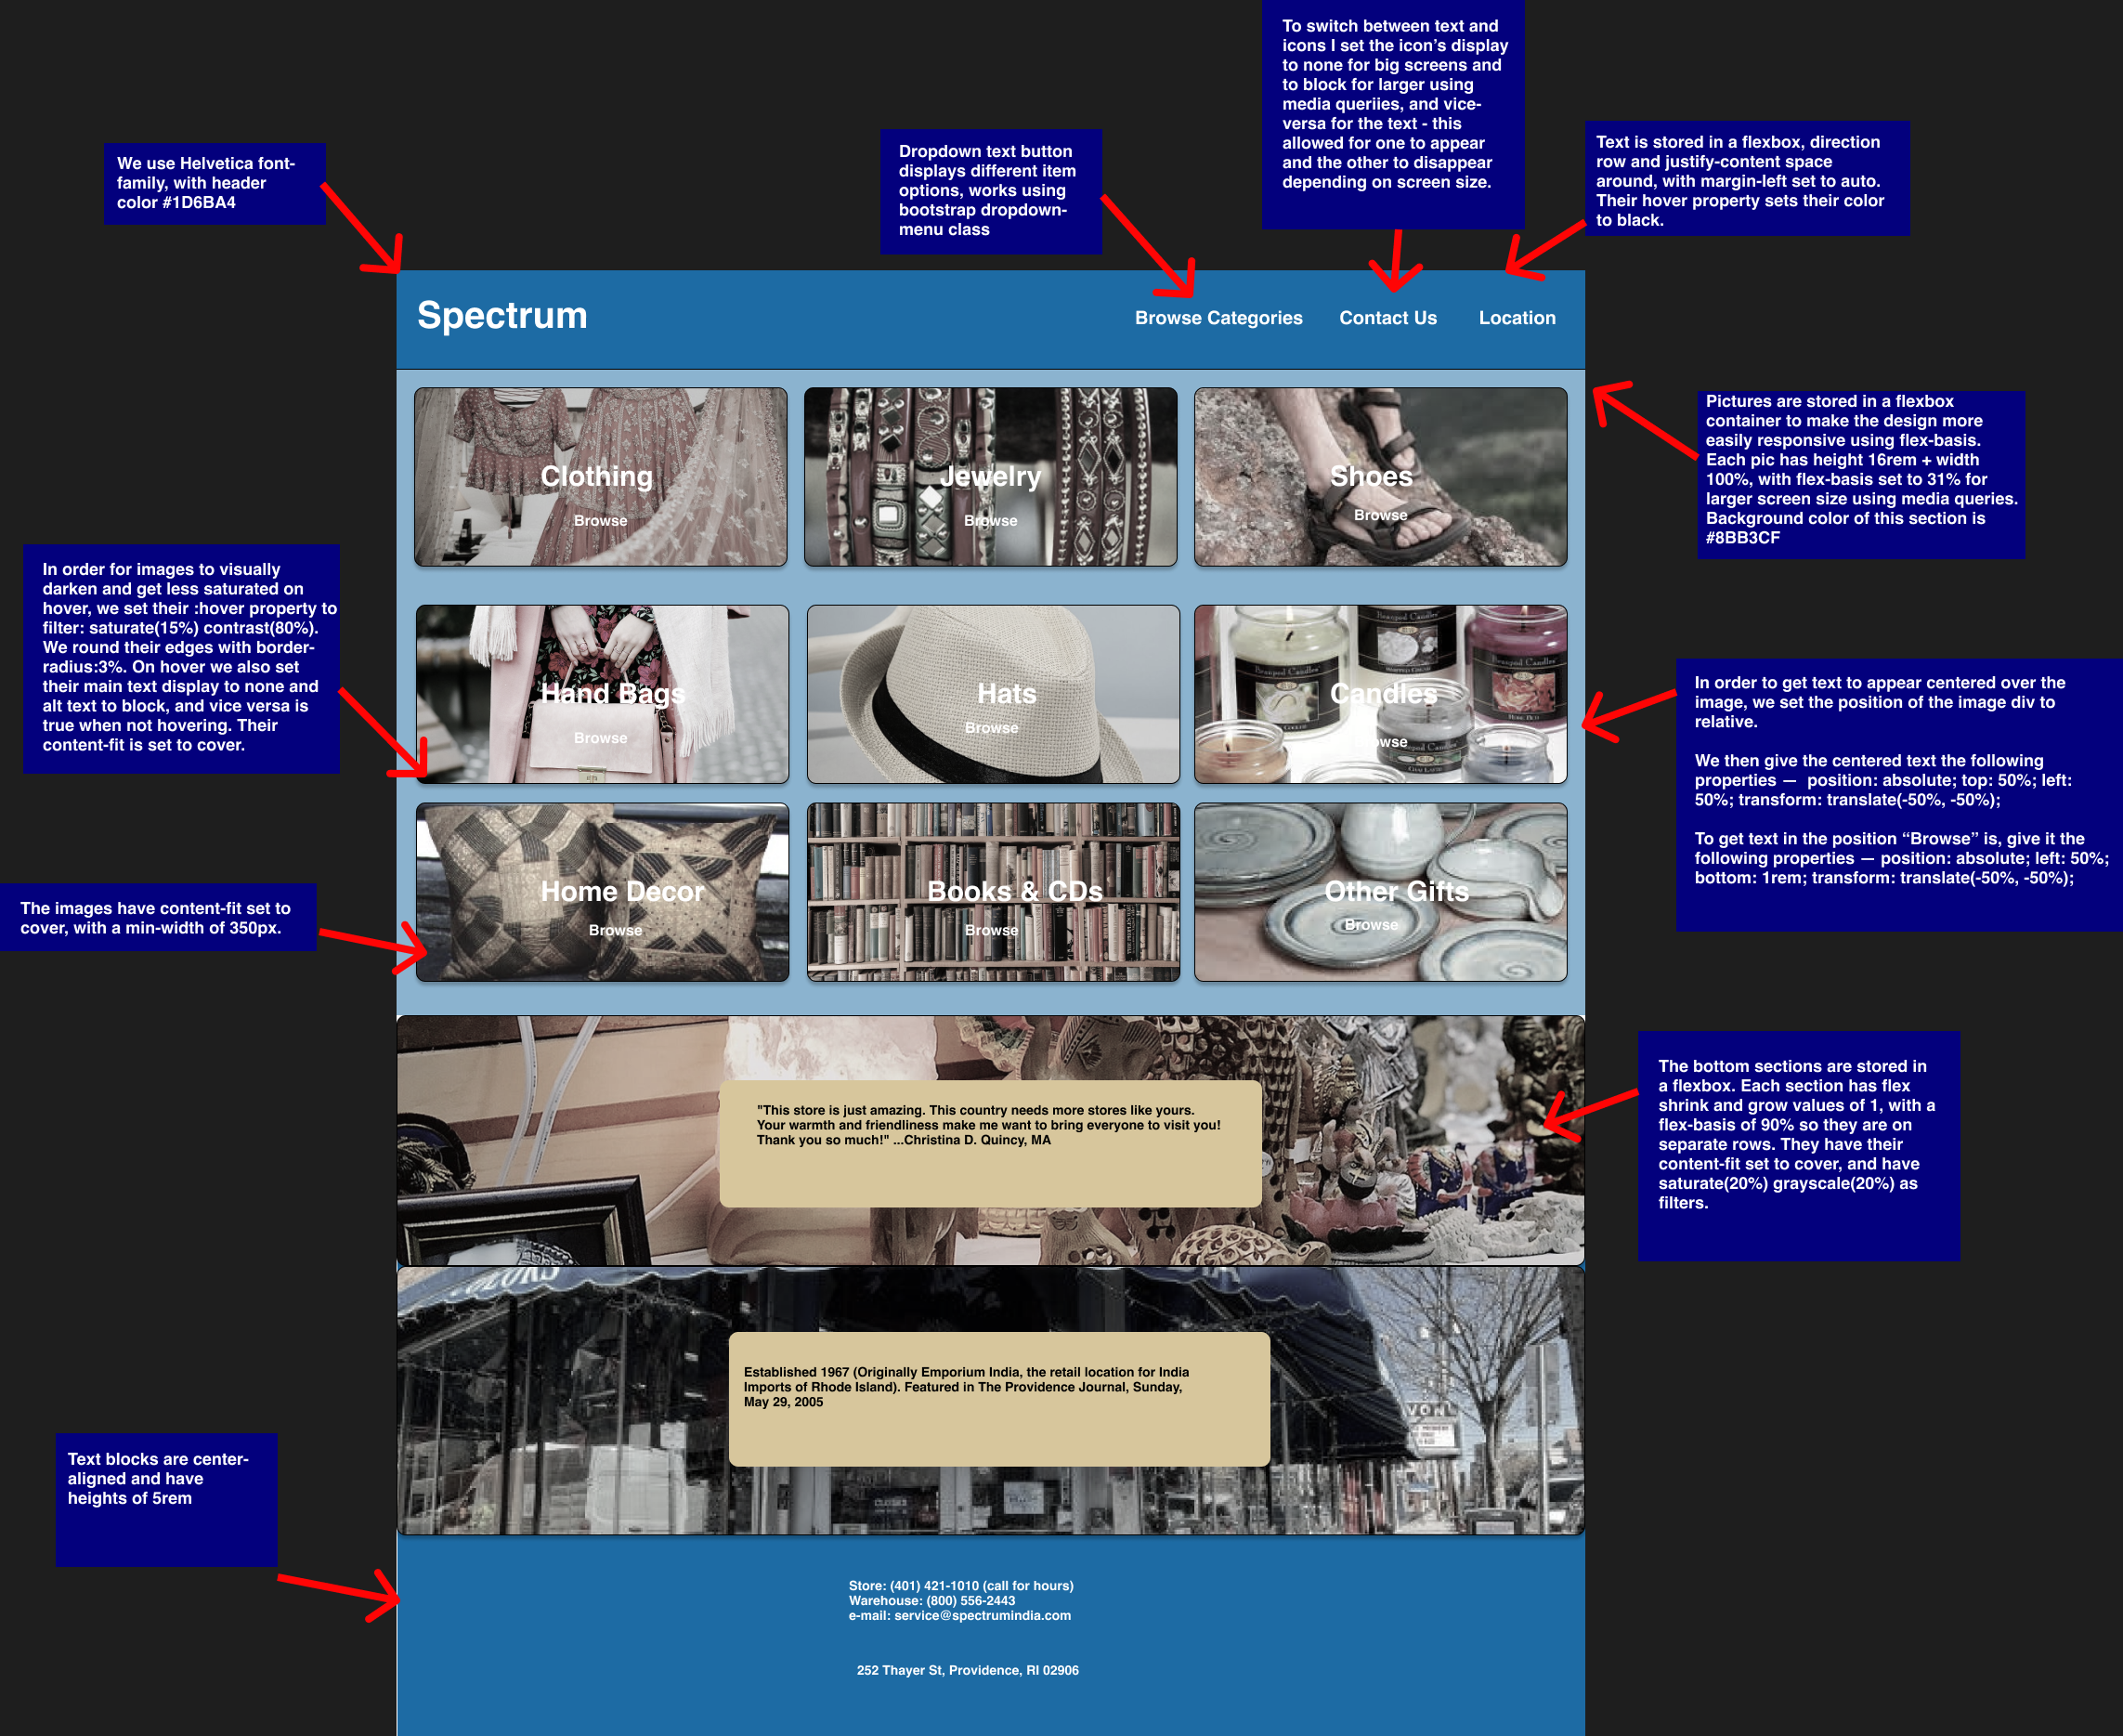 To switch between text and
icons I set the icon’s display
to none for big screens and
to block for larger using
media queriies, and vice-
versa for the text - this
allowed for one to appear
and the other to disappear
depending on screen size.
We use Helvetica font-
family, with header
color #1D6BA4
Dropdown text button
displays different item
options, works using
bootstrap dropdown-
menu class
Text is stored in a flexbox, direction
row and justify-content space
around, with margin-left set to auto.
Their hover property sets their color
to black.
Spectrum
Browse Categories
Contact Us
Location
Pictures are stored in a flexbox
container to make the design more
easily responsive using flex-basis.
Each pic has height 16rem + width
100%, with flex-basis set to 31% for
larger screen size using media queries.
Background color of this section is
#8BB3CF
Clothing
Browse
Jewelry
Browse
Shoes
Browse
In order for images to visually
darken and get less saturated on
hover, we set their :hover property to
filter: saturate(15%) contrast(80%).
We round their edges with border-
radius:3%. On hover we also set
their main text display to none and
alt text to block, and vice versa is
true when not hovering. Their
content-fit is set to cover.
Hand Bags
Browse
Hats
Browse
Candles
Browse
In order to get text to appear centered over the
image, we set the position of the image div to
relative.
We then give the centered text the following
properties — position: absolute; top: 50%; left:
50%; transform: translate(-50%, -50%);
To get text in the position “Browse” is, give it the
following properties — position: absolute; left: 50%;
bottom: 1rem; transform: translate(-50%, -50%);
The images have content-fit set to
cover, with a min-width of 350px.
Home Decor
Browse
Books & CDs
Browse
Other Gifts
Browse
"This store is just amazing. This country needs more stores like yours.
Your warmth and friendliness make me want to bring everyone to visit you!
Thank you so much!" ...Christina D. Quincy, MA
The bottom sections are stored in
a flexbox. Each section has flex
shrink and grow values of 1, with a
flex-basis of 90% so they are on
separate rows. They have their
content-fit set to cover, and have
saturate(20%) grayscale(20%) as
filters.
Established 1967 (Originally Emporium India, the retail location for India
Imports of Rhode Island). Featured in The Providence Journal, Sunday,
May 29, 2005
Text blocks are center-
aligned and have
heights of 5rem
Store: (401) 421-1010 (call for hours)
Warehouse: (800) 556-2443
e-mail: service@spectrumindia.com
252 Thayer St, Providence, RI 02906